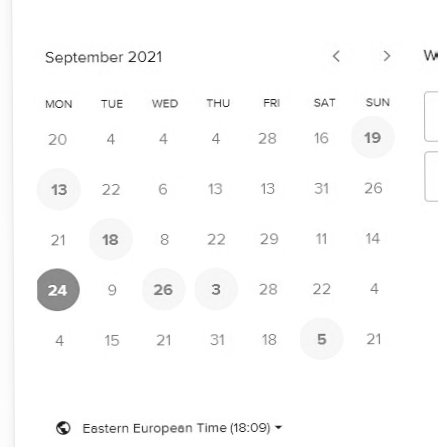 September 2021
MON TUE WED THU FRI SAT SUN
20 4 4 4 28 16 19
13 22 6 13 13 31 26
21 18 8 22 29 11 14
24 9 26 3 28 22 4
4 15 21 31 18 5 21
Eastern European Time (18:09)